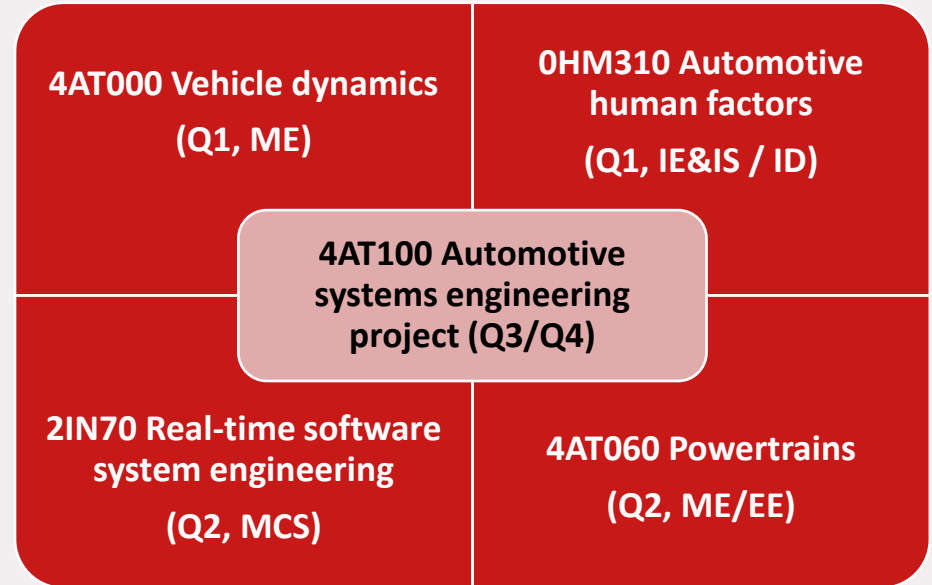 4AT000 Vehicle dynamics
(Q1, ME)
0HM310 Automotive
human factors
(Q1, IE&IS / ID)
4AT100 Automotive
systems engineering
project (Q3/Q4)
2IN70 Real-time software
system engineering
(Q2, MCS)
4AT060 Powertrains
(Q2, ME/EE)